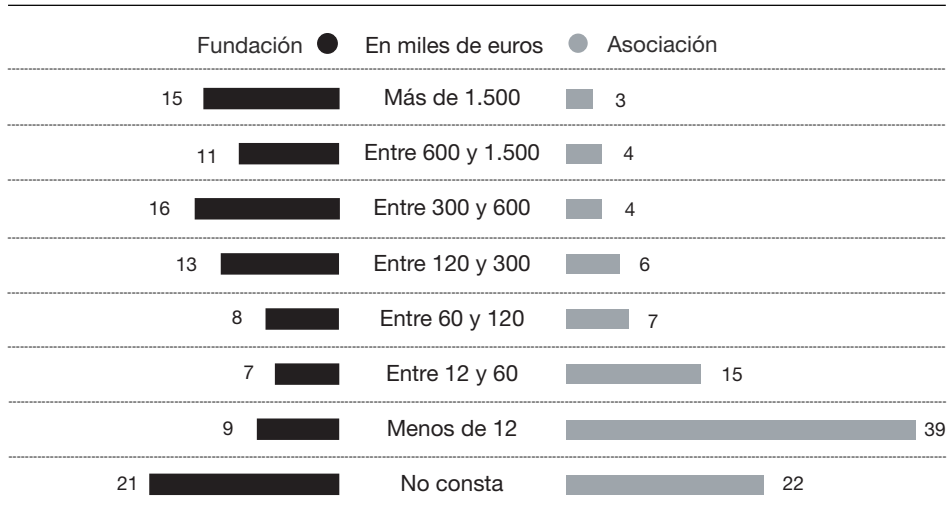 Fundación En miles de euros Asociación
15 Más de 1.500 3
11 Entre 600 y 1.500 4
16 Entre 300 y 600 4
13 Entre 120 y 300 6
8 Entre 60 y 120 7
7 Entre 12 y 60 15
9 Menos de 12 39
21 No consta 22